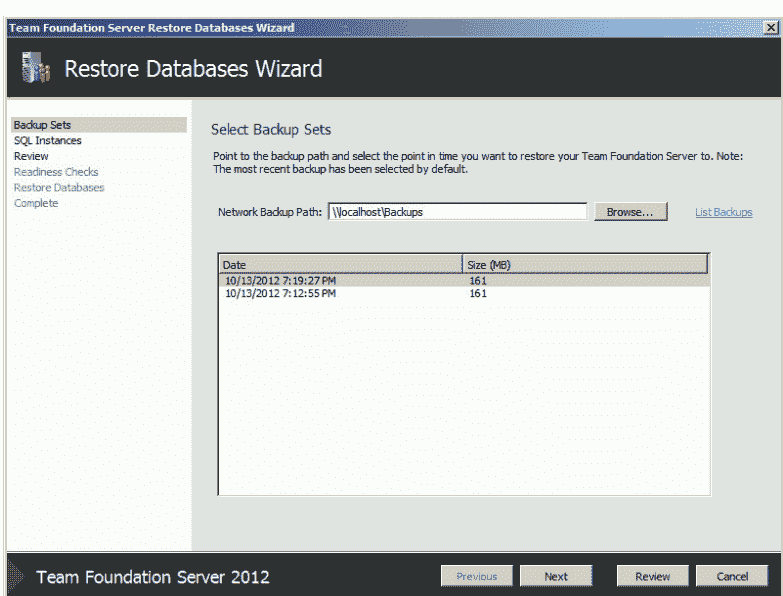 Team Foundation Server Restore Databases Wizard
Restore Databases Wizard
Backup Sets
SQL Instances
Review
Readiness Checks
Restore Databases
Complete
Select Backup Sets
Point to the backup path and select the point in time you want to restore your Team Foundation Server to. Note:
The most recent backup has been selected by default.
Network Backup Path: \\localhost\Backups Browse... List Backups
Date Size (MB)
10/13/2012 7:19:27 PM 161
10/13/2012 7:12:55 PM 161
Team Foundation Server 2012 Previous Next Review Cancel